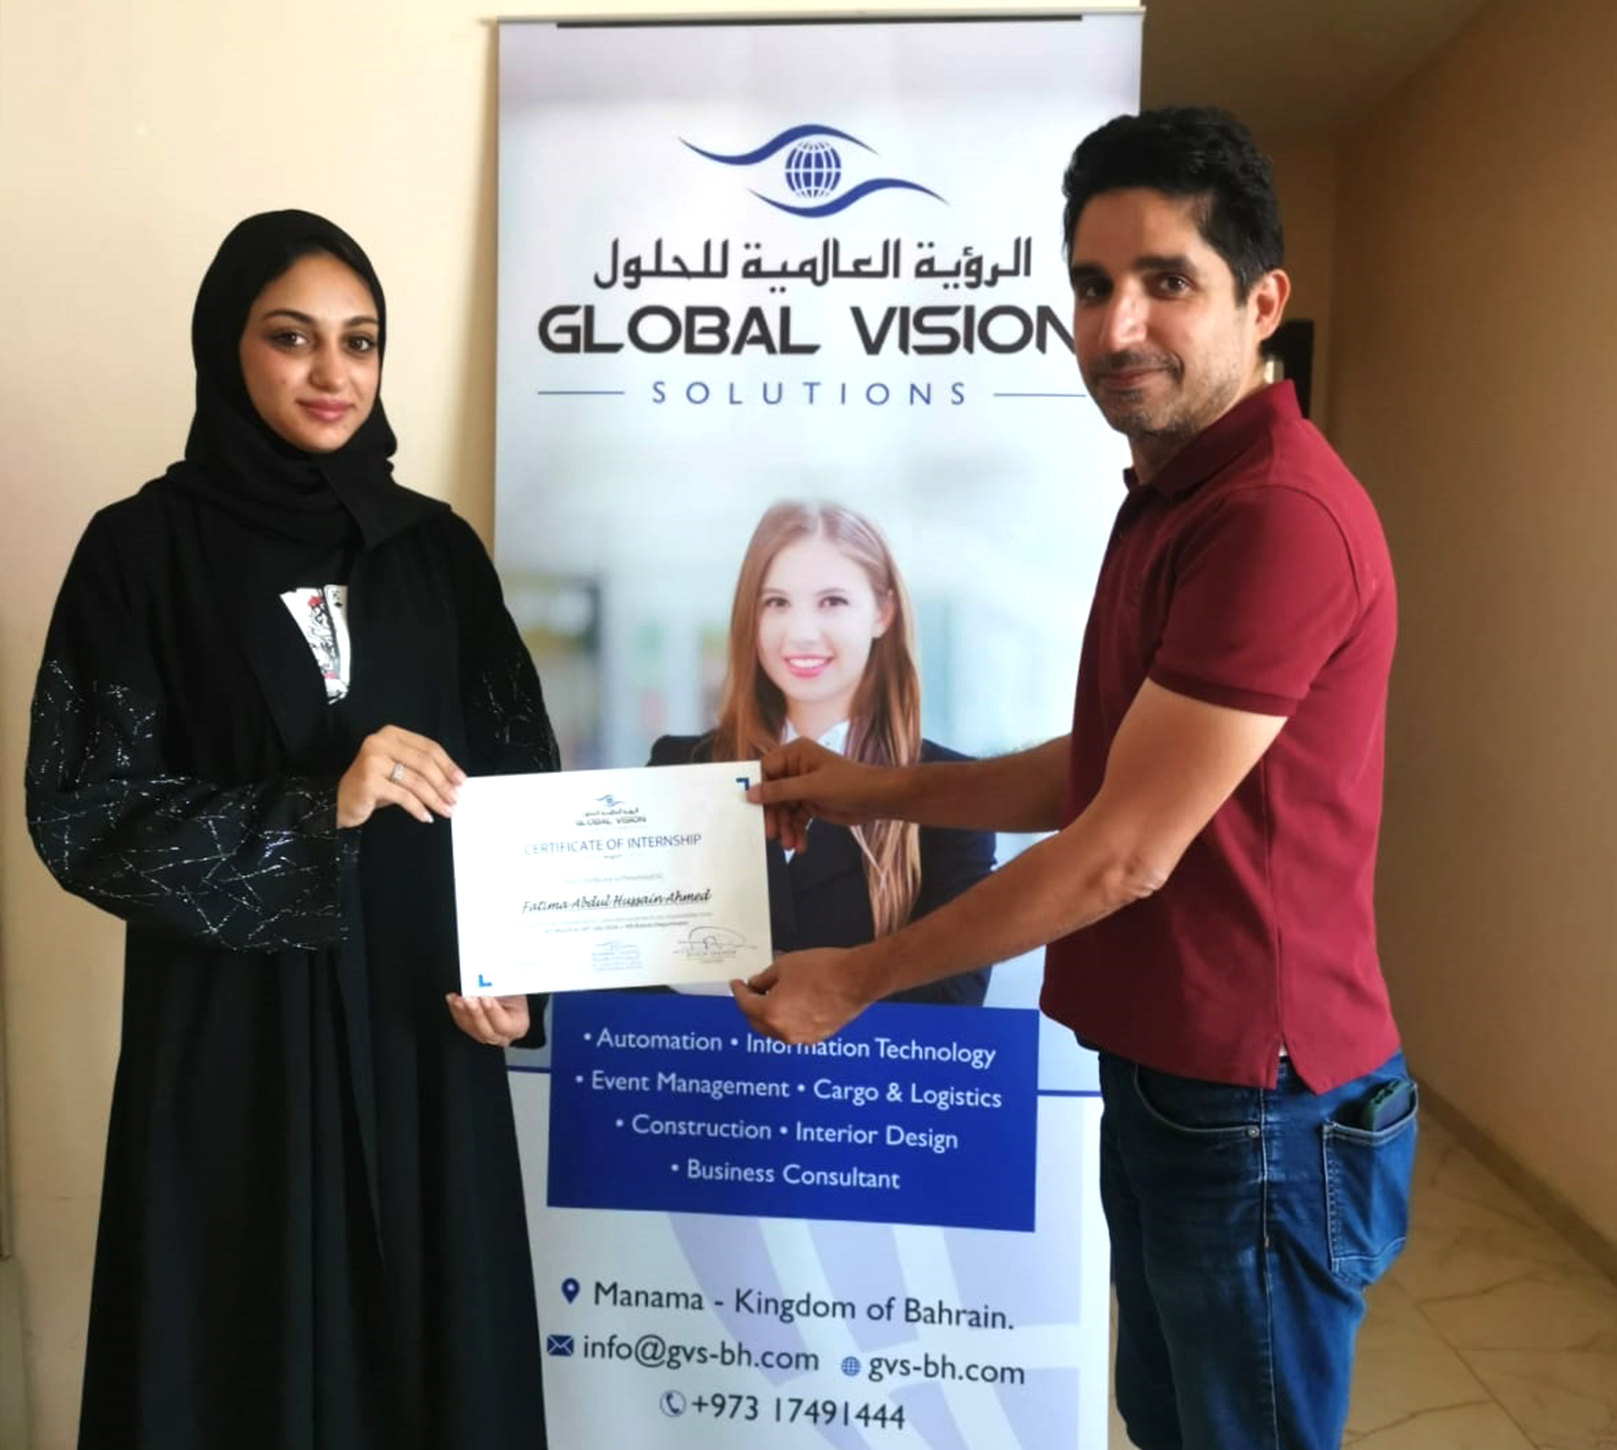 الرؤية العالمية للحلول
GLOBAL VISION
SOLUTIONS
GLOBAL VISION
CERTIFICATE OF INTERNSHIP
Fatima Abdul Hussain Ahmed
• Automation • Information Technology
• Event Management • Cargo & Logistics
• Construction • Interior Design
• Business Consultant
Manama - Kingdom of Bahrain.
info@gvs-bh.com gvs-bh.com
+973 17491444